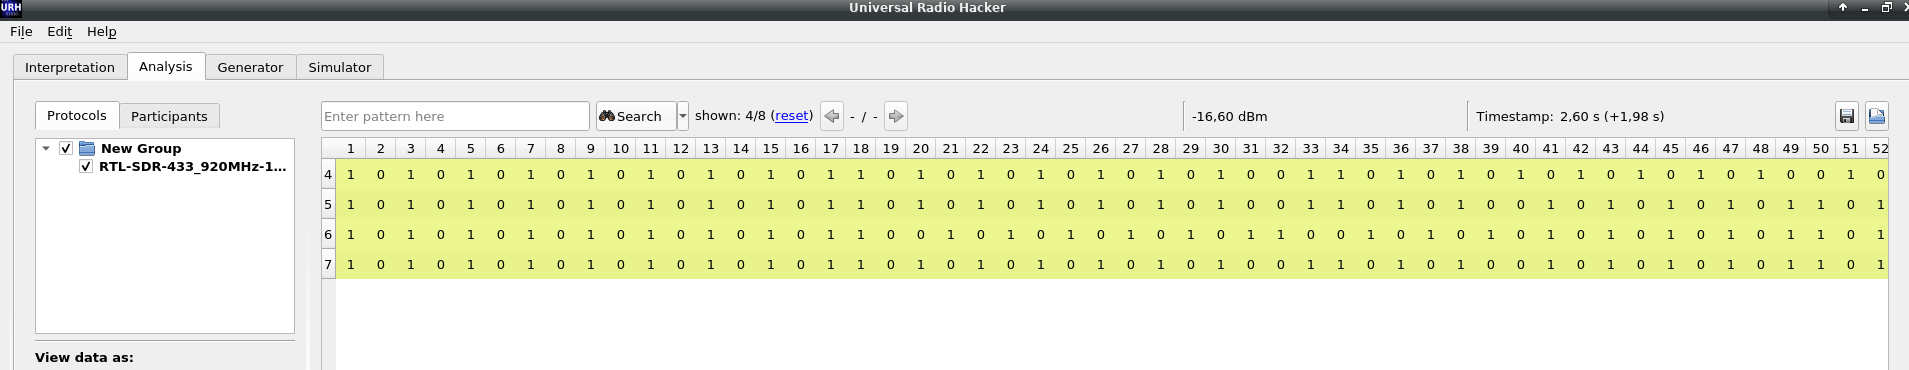 URH
Universal Radio Hacker
File Edit Help
Interpretation Analysis Generator Simulator
Protocols Participants
Enter pattern here Search shown: 4/8 (reset) - / - -16,60 dBm Timestamp: 2,60 s (+1,98 s)
New Group
RTL-SDR-433_920MHz-1...
View data as:
1 2 3 4 5 6 7 8 9 10 11 12 13 14 15 16 17 18 19 20 21 22 23 24 25 26 27 28 29 30 31 32 33 34 35 36 37 38 39 40 41 42 43 44 45 46 47 48 49 50 51 52
4 1 0 1 0 1 0 1 0 1 0 1 0 1 0 1 0 1 1 0 1 0 1 0 1 0 1 0 1 0 1 0 0 1 1 0 1 0 1 0 1 0 1 0 1 0 1 0 1 0 0 1 0
5 1 0 1 0 1 0 1 0 1 0 1 0 1 0 1 0 1 1 0 1 0 1 0 1 0 1 0 1 0 1 0 0 1 1 0 1 0 1 0 0 1 0 1 0 1 0 1 0 1 1 0 1
6 1 0 1 0 1 0 1 0 1 0 1 0 1 0 1 0 1 1 0 0 1 0 1 0 1 0 1 0 1 0 1 1 0 0 1 0 1 0 1 0 1 0 1 0 1 0 1 0 1 1 0 1
7 1 0 1 0 1 0 1 0 1 0 1 0 1 0 1 0 1 1 0 1 0 1 0 1 0 1 0 1 0 1 0 0 1 1 0 1 0 1 0 0 1 0 1 0 1 0 1 0 1 1 0 1